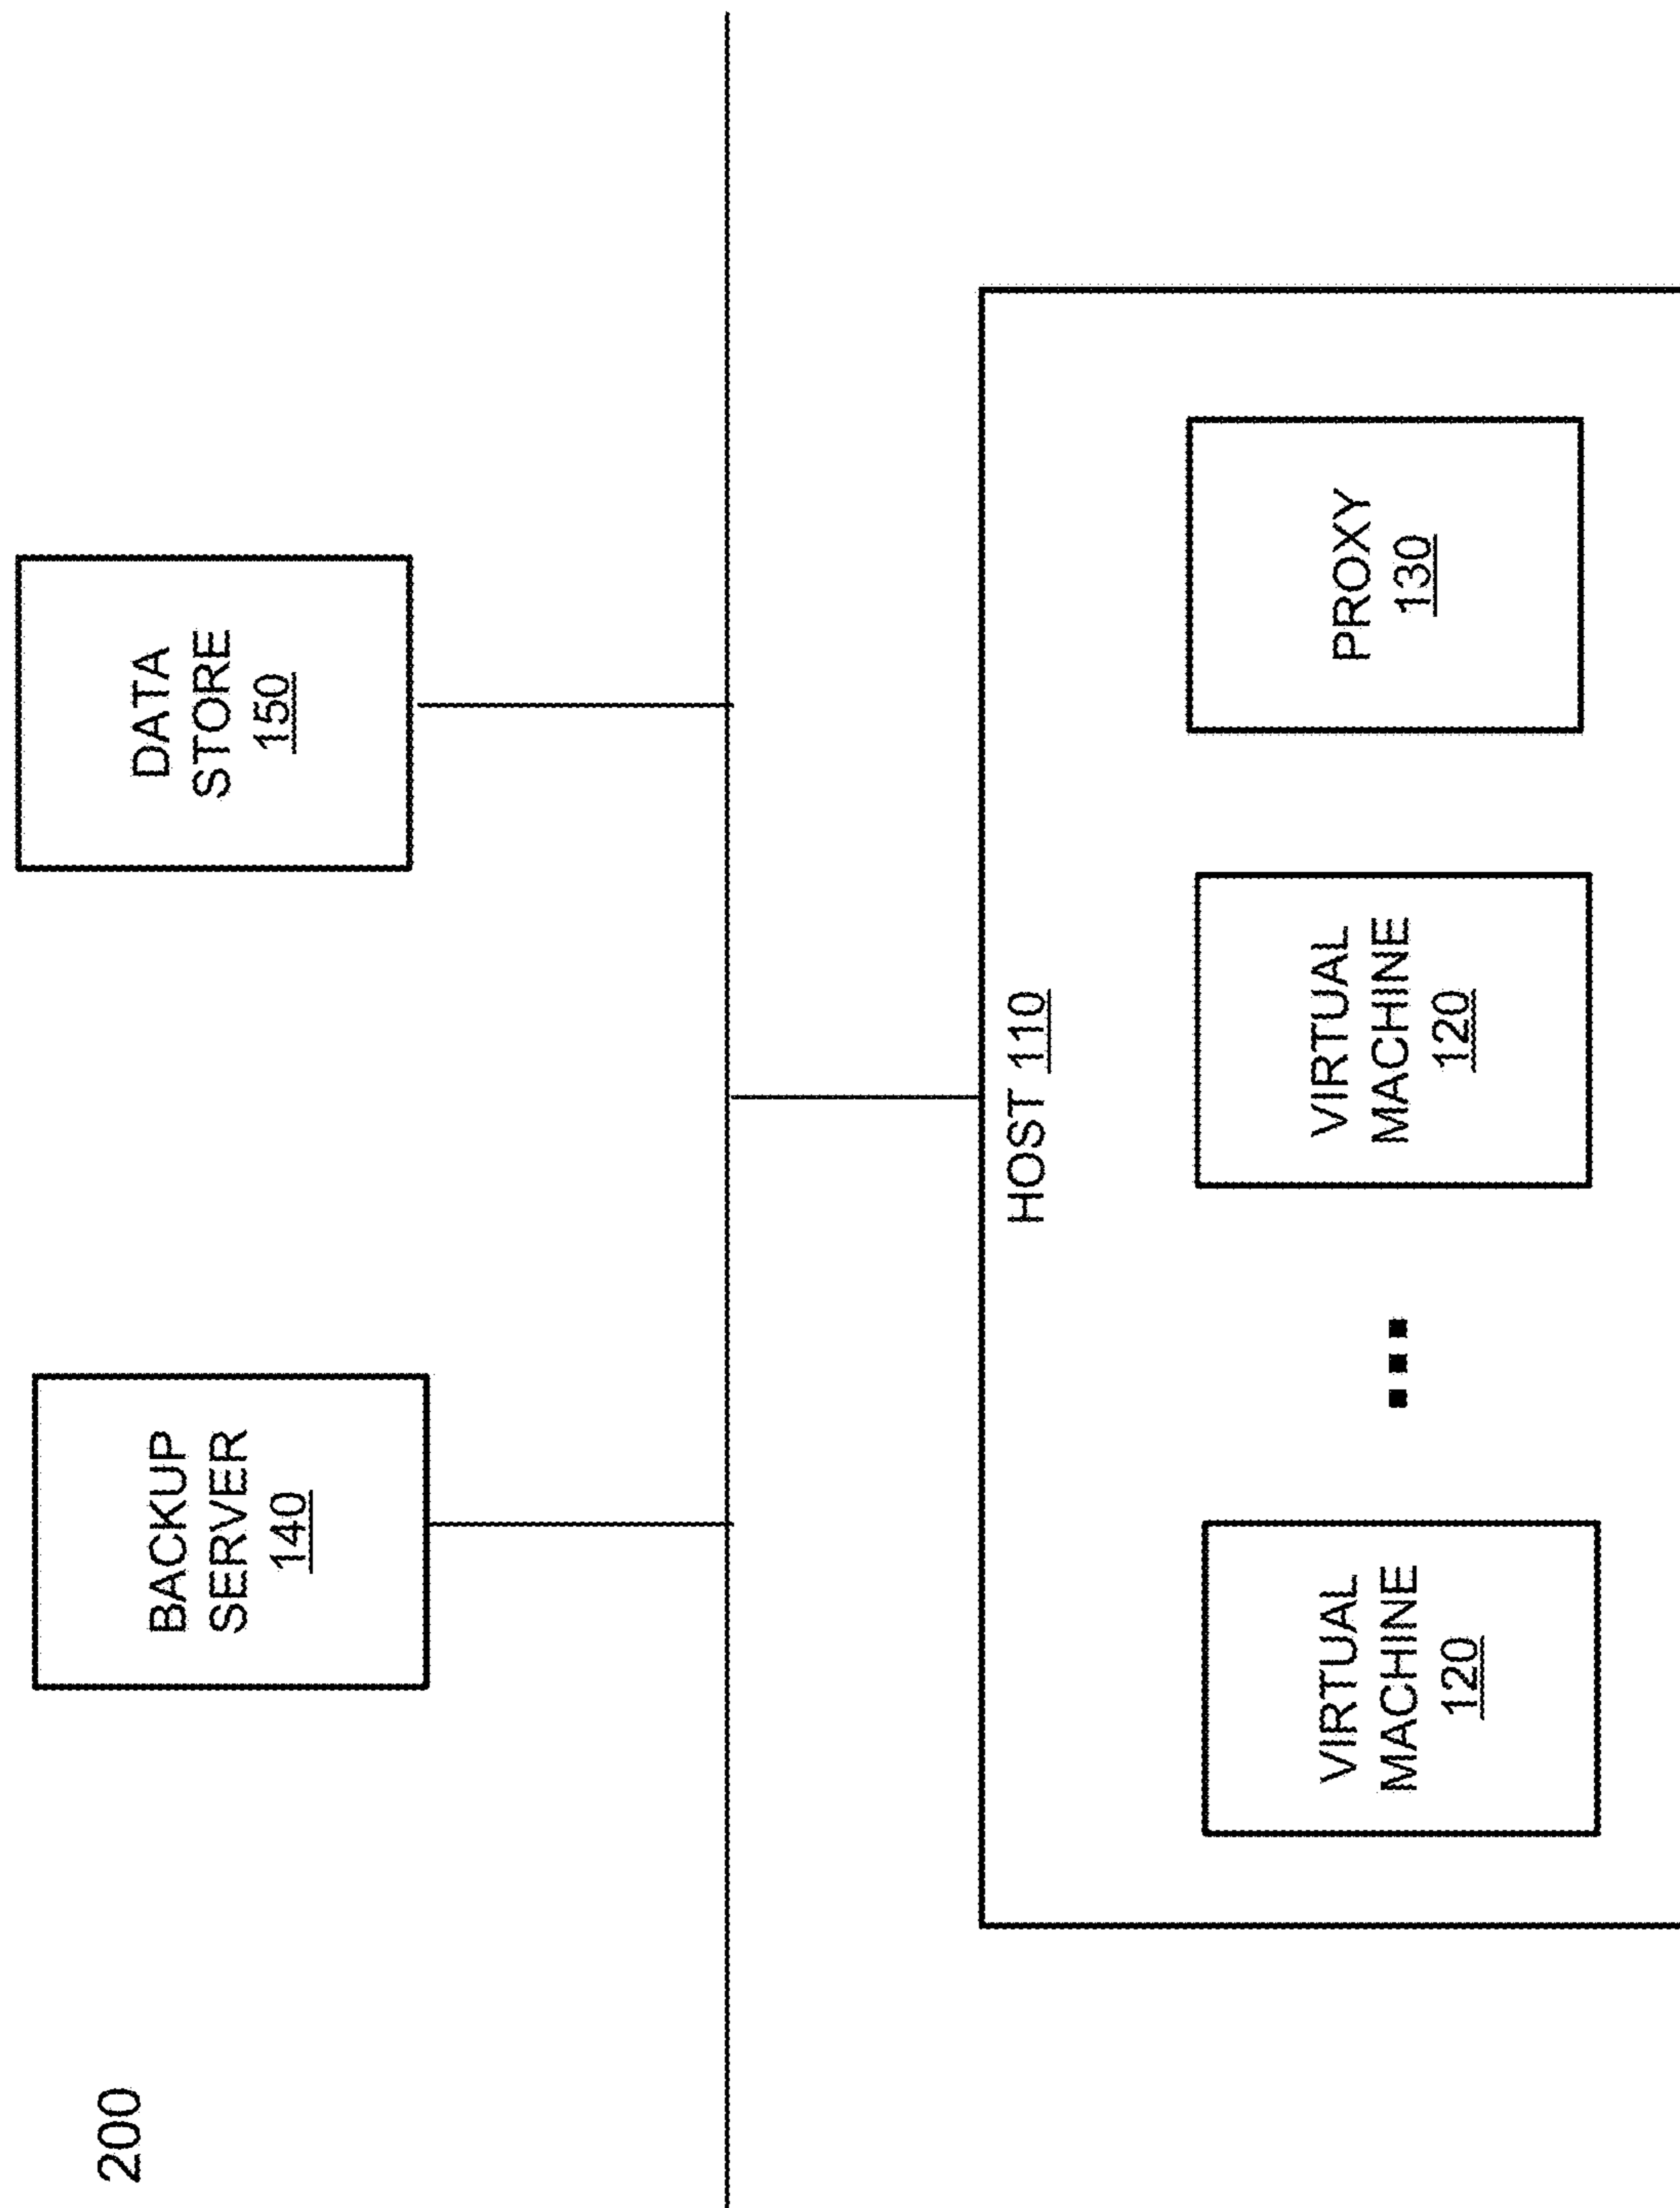 200
BACKUP
SERVER
140
DATA
STORE
150
HOST 110
VIRTUAL
MACHINE
120
VIRTUAL
MACHINE
120
PROXY
130